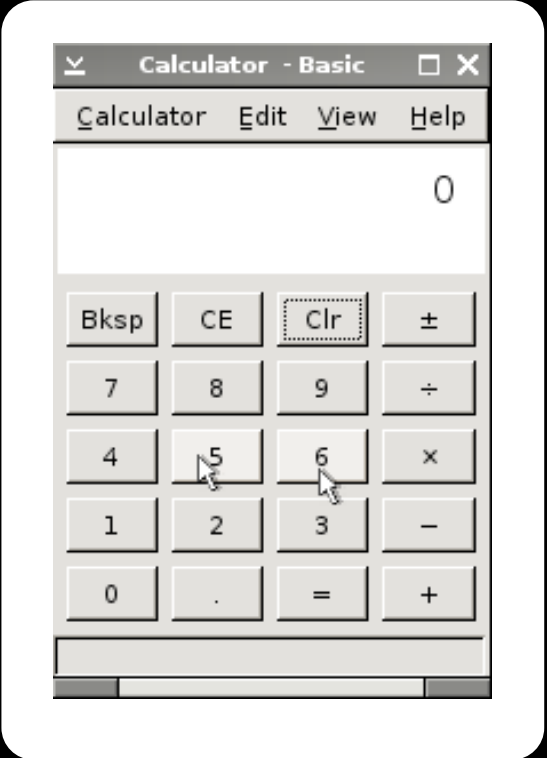 Calculator - Basic
Calculator Edit View Help
0
Bksp CE Clr ±
7 8 9 ÷
4 5 6 ×
1 2 3 −
0 . = +